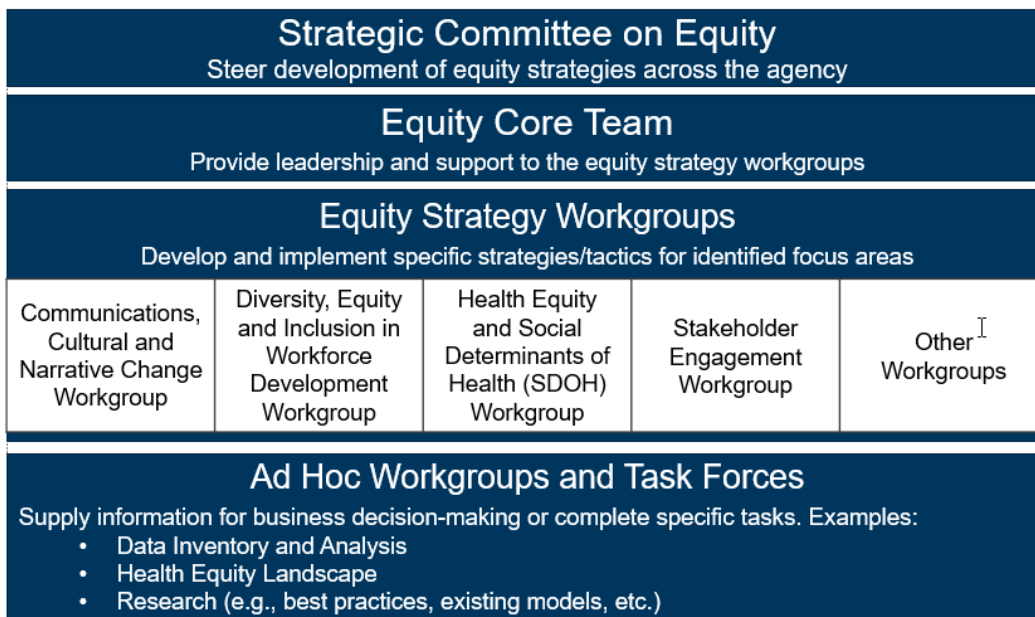 Strategic Committee on Equity
Steer development of equity strategies across the agency
Equity Core Team
Provide leadership and support to the equity strategy workgroups
Equity Strategy Workgroups
Develop and implement specific strategies/tactics for identified focus areas
Communications,
Cultural and
Narrative Change
Workgroup
Diversity, Equity
and Inclusion in
Workforce
Development
Workgroup
Health Equity
and Social
Determinants of
Health (SDOH)
Workgroup
Stakeholder
Engagement
Workgroup
Other
Workgroups
Ad Hoc Workgroups and Task Forces
Supply information for business decision-making or complete specific tasks. Examples:
• Data Inventory and Analysis
• Health Equity Landscape
• Research (e.g., best practices, existing models, etc.)